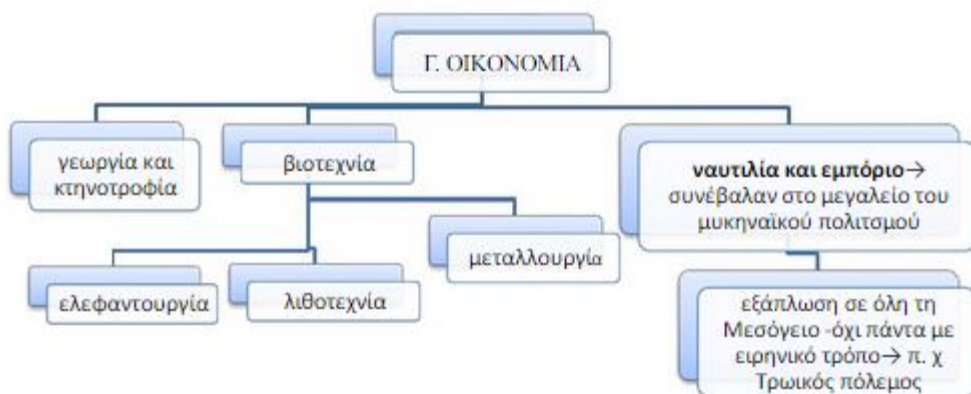 Γ. ΟΙΚΟΝΟΜΙΑ
γεωργία και
κτηνοτροφία
βιοτεχνία
ναυτιλία και εμπόριο→
συνέβαλαν στο μεγαλείο του
μυκηναϊκού πολιτσμού
ελεφαντουργία
λιθοτεχνία
μεταλλουργία
εξάπλωση σε όλη τη
Μεσόγειο -όχι πάντα με
ειρηνικό τρόπο→ π. χ
Τρωικός πόλεμος